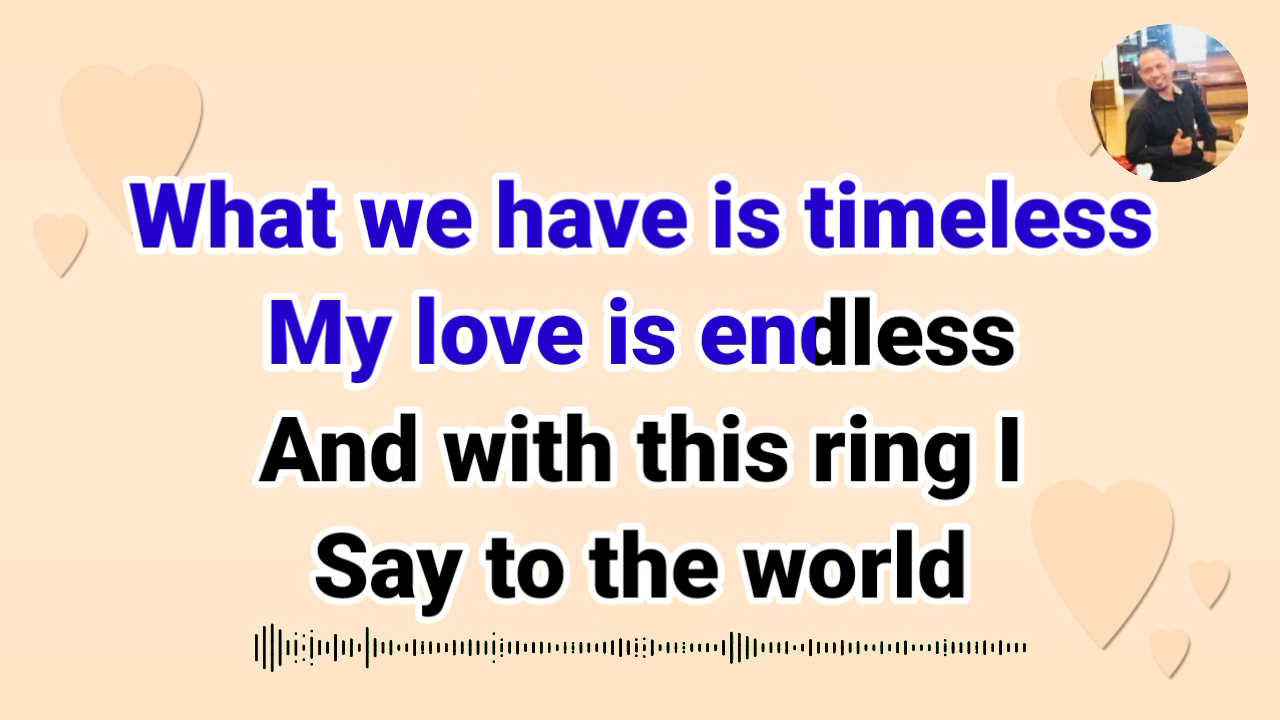 What we have is timeless
My love is endless
And with this ring I
Say to the world